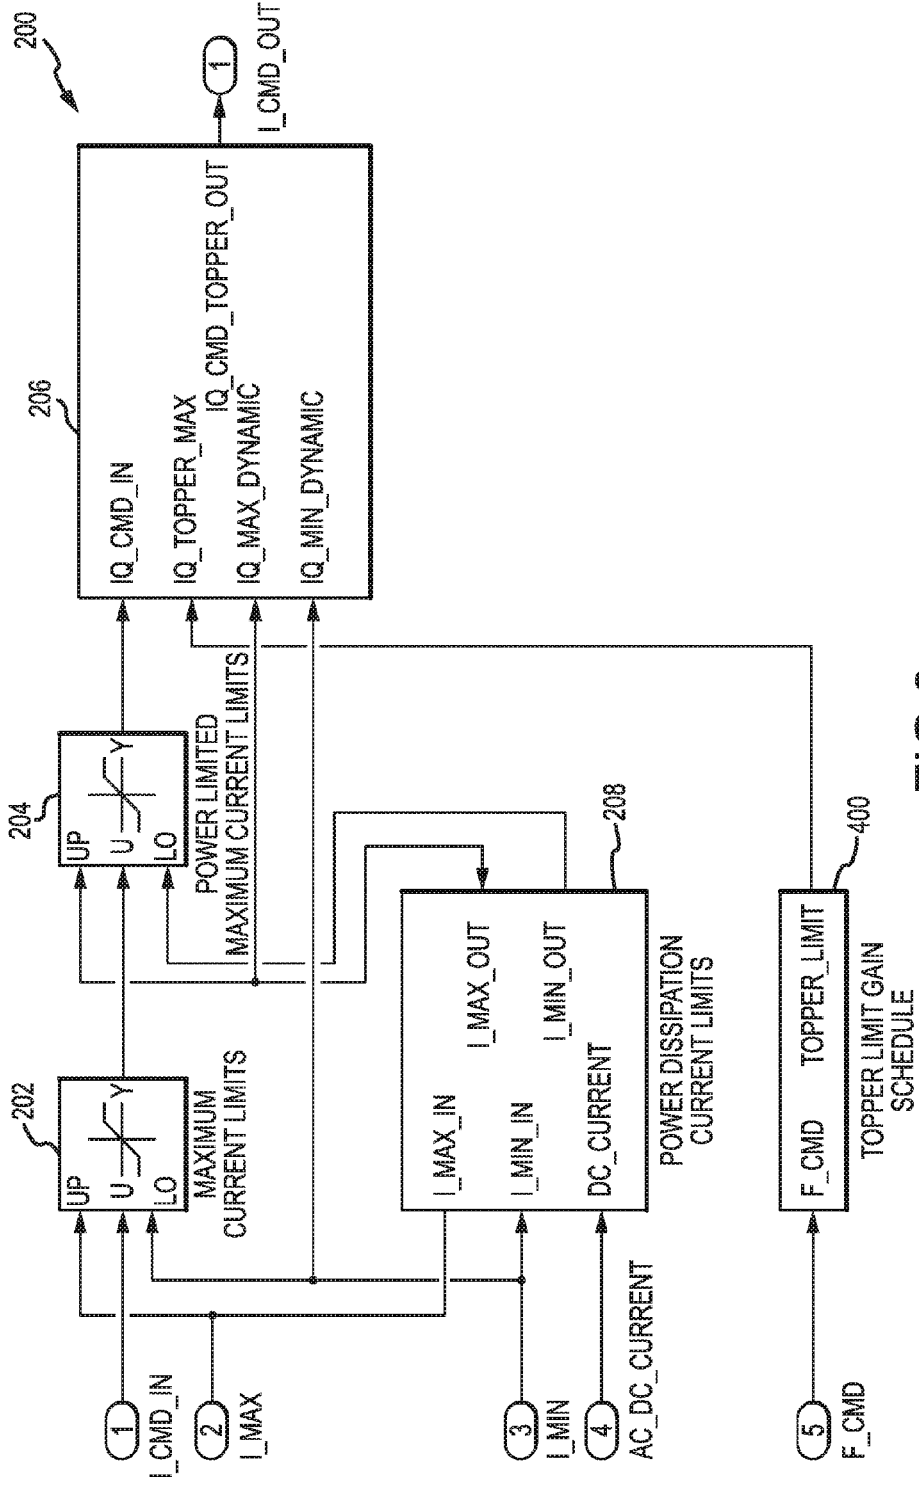 200
1
I_CMD_OUT
206
IQ_CMD_IN
IQ_TOPPER_MAX
IQ_CMD_TOPPER_OUT
IQ_MAX_DYNAMIC
IQ_MIN_DYNAMIC
202
UP
U
Y
LO
MAXIMUM
CURRENT LIMITS
204
UP
U
Y
LO
POWER LIMITED
MAXIMUM CURRENT LIMITS
1
I_CMD_IN
2
I_MAX
3
I_MIN
4
AC_DC_CURRENT
I_MAX_IN
I_MAX_OUT
I_MIN_IN
I_MIN_OUT
DC_CURRENT
208
POWER DISSIPATION
CURRENT LIMITS
5
F_CMD
F_CMD
TOPPER_LIMIT
400
TOPPER LIMIT GAIN
SCHEDULE